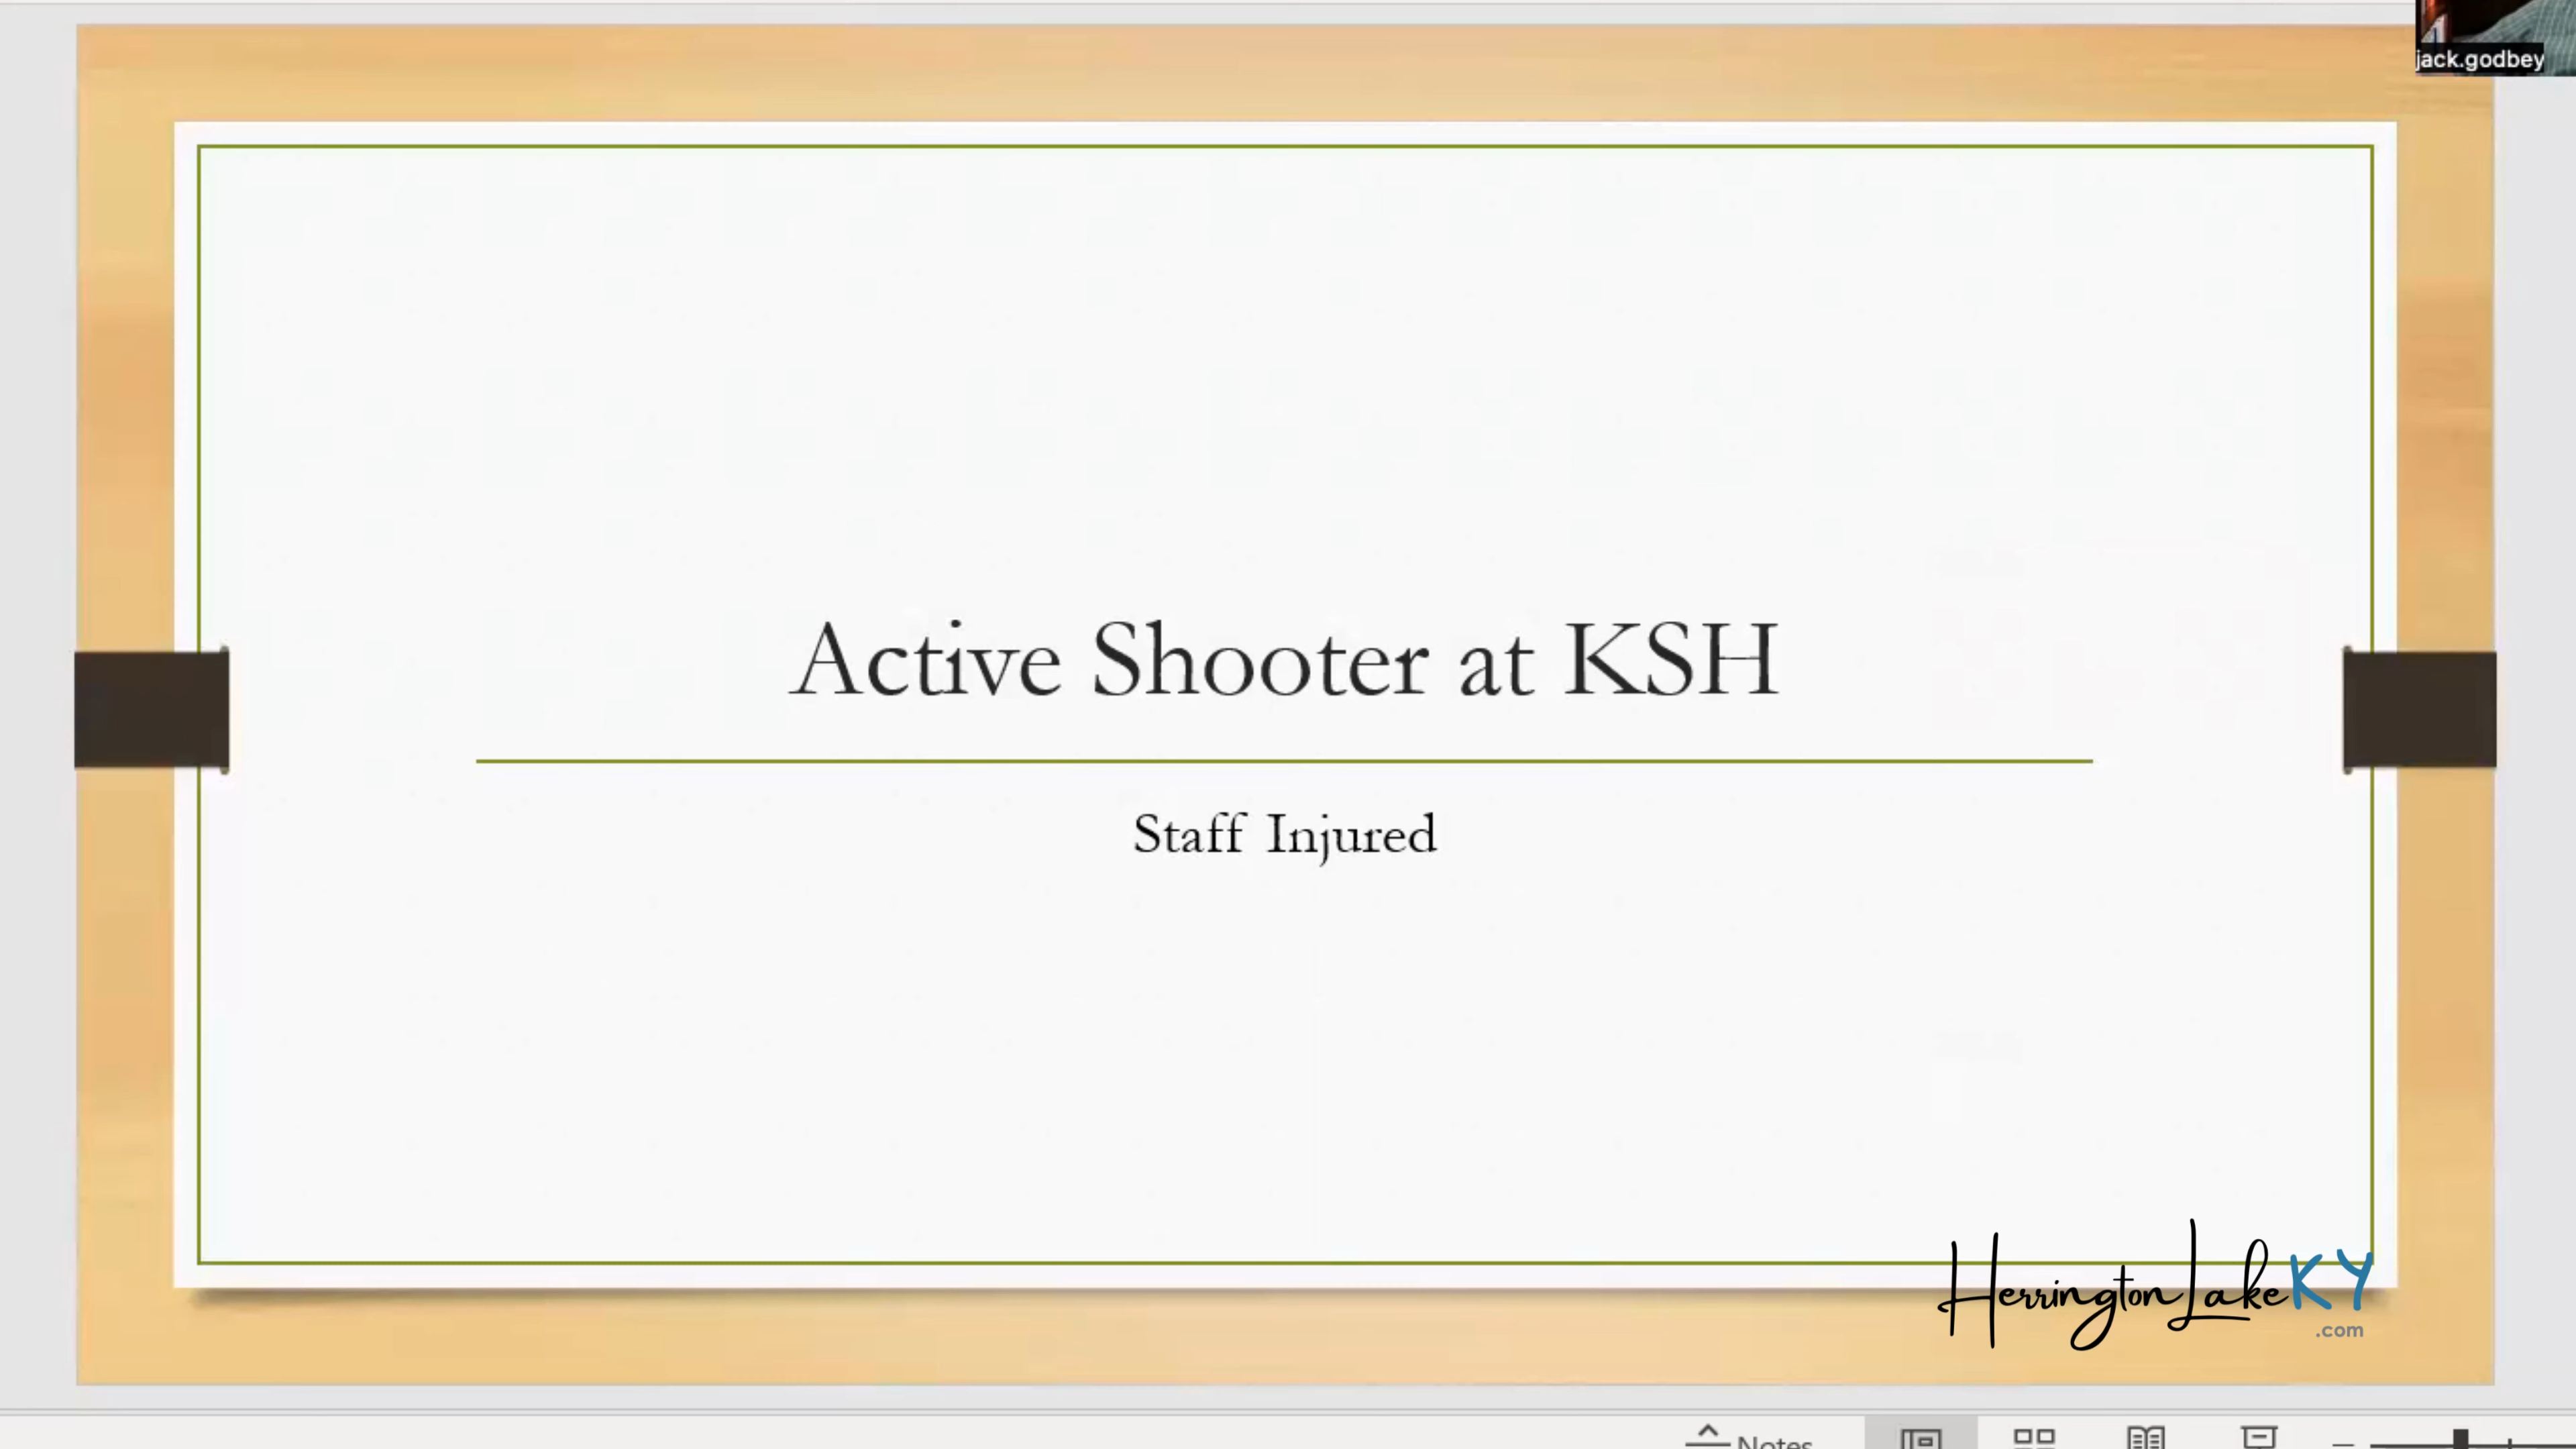 jack.godbey
Active Shooter at KSH
Staff Injured
HerringtonLakeKY
.com
Notes